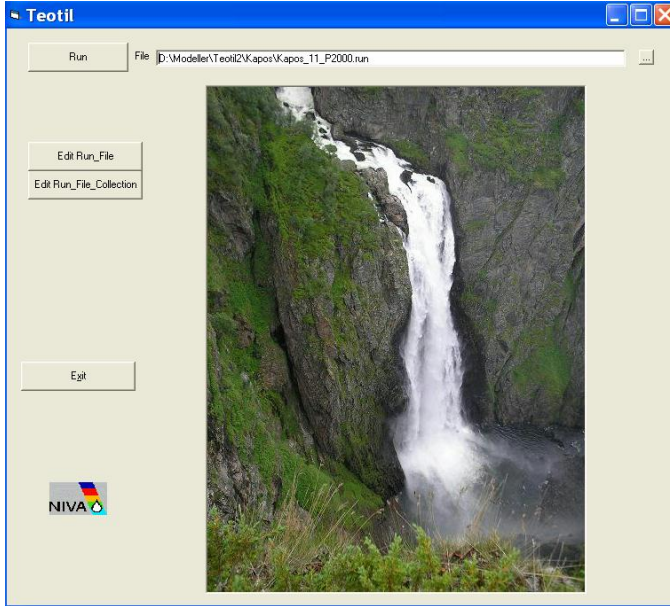 Teotil
Run
File
D:\Modeller\Teotil2\Kapos\Kapos_11_P2000.run
...
Edit Run_File
Edit Run_File_Collection
Exit
NIVA